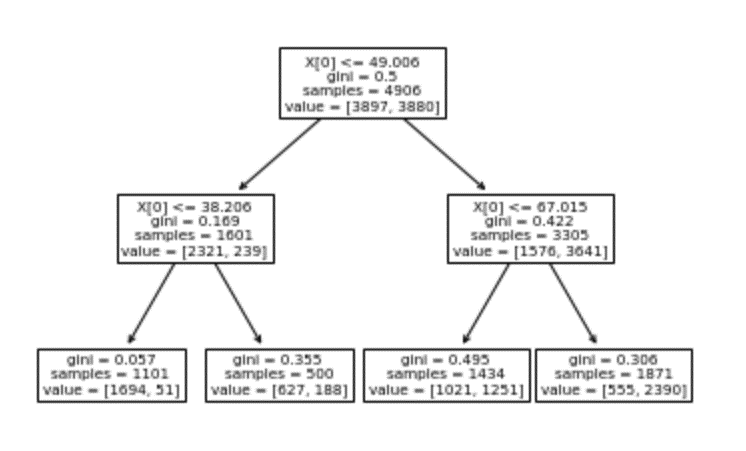 X[0] <= 49.006
gini = 0.5
samples = 4906
value = [3897, 3880]
X[0] <= 38.206
gini = 0.169
samples = 1601
value = [2321, 239]
X[0] <= 67.015
gini = 0.422
samples = 3305
value = [1576, 3641]
gini = 0.057
samples = 1101
value = [1694, 51]
gini = 0.355
samples = 500
value = [627, 188]
gini = 0.495
samples = 1434
value = [1021, 1251]
gini = 0.306
samples = 1871
value = [555, 2390]